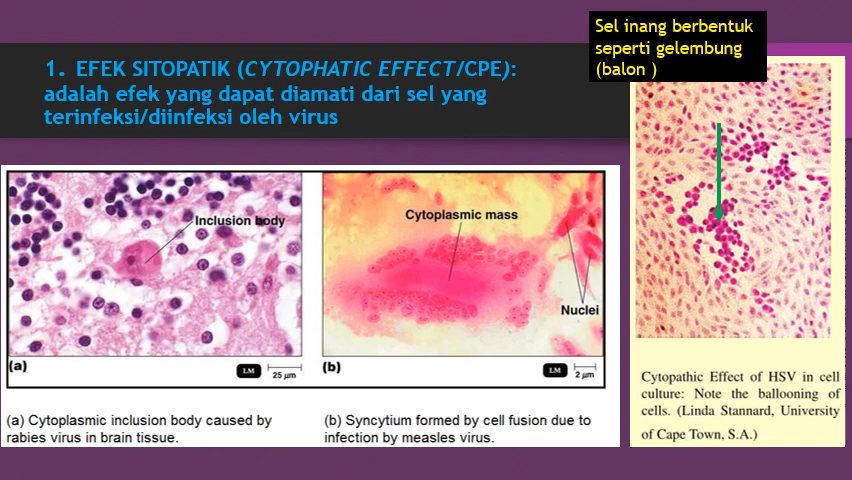 Sel inang berbentuk
seperti gelembung
(balon )
1. EFEK SITOPATIK (CYTOPHATIC EFFECT/CPE):
adalah efek yang dapat diamati dari sel yang
terinfeksi/diinfeksi oleh virus
Inclusion body
(a)
LM
25 µm
Cytoplasmic mass
Nuclei
(b)
LM
2 µm
(a) Cytoplasmic inclusion body caused by
rabies virus in brain tissue.
(b) Syncytium formed by cell fusion due to
infection by measles virus.
Cytopathic Effect of HSV in cell
culture: Note the ballooning of
cells. (Linda Stannard, University
of Cape Town, S.A.)